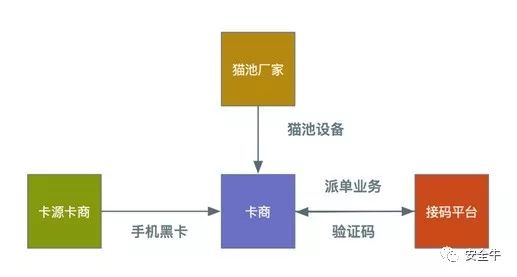 猫池厂家
猫池设备
卡源卡商
手机黑卡
卡商
派单业务
验证码
接码平台
安全牛